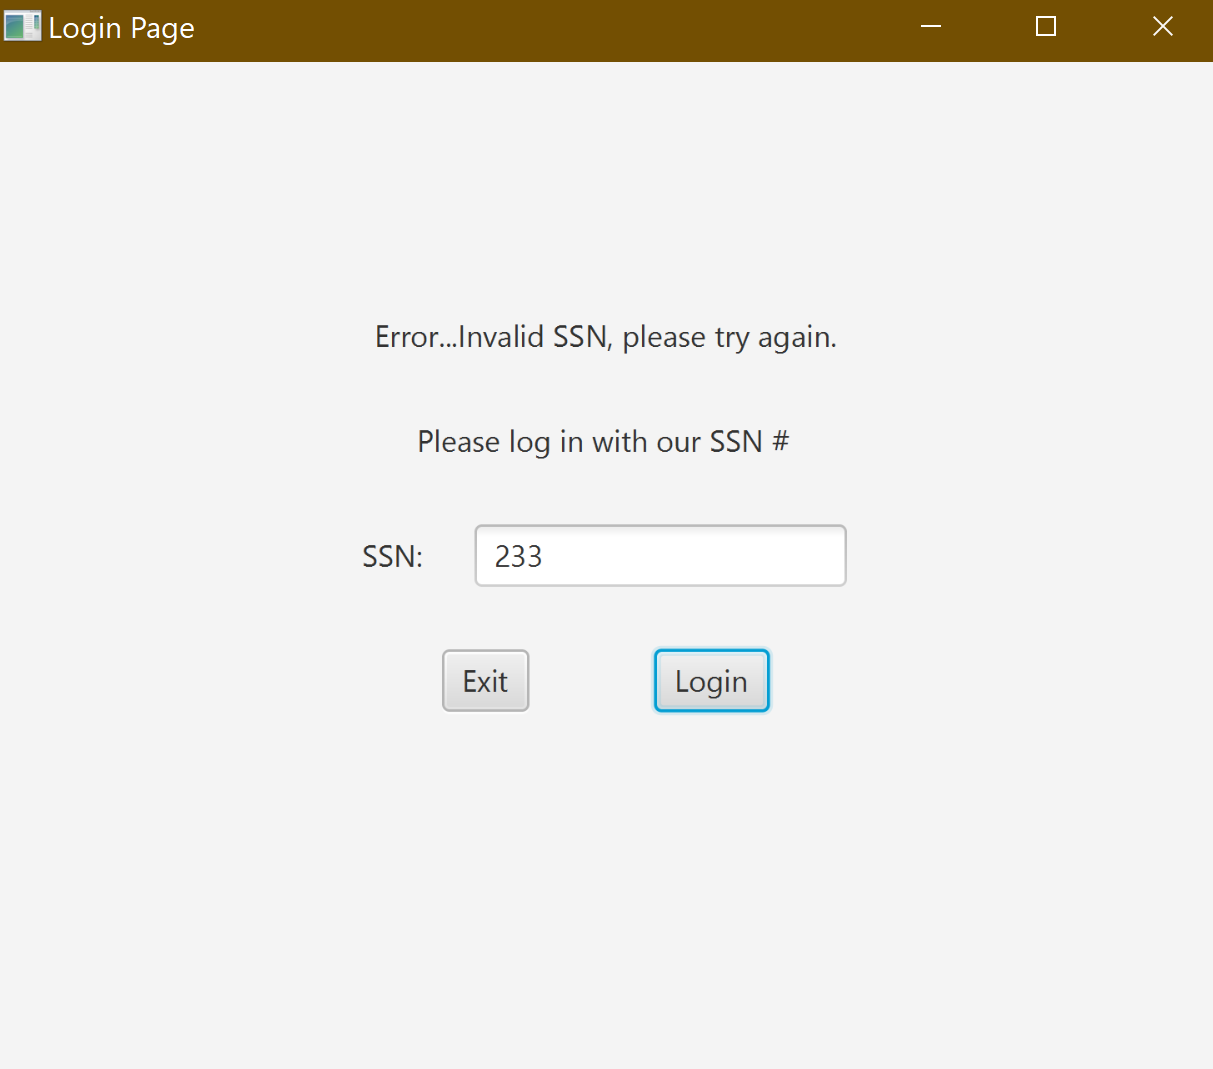 Login Page
Error...Invalid SSN, please try again.
Please log in with our SSN #
SSN: 233
Exit Login